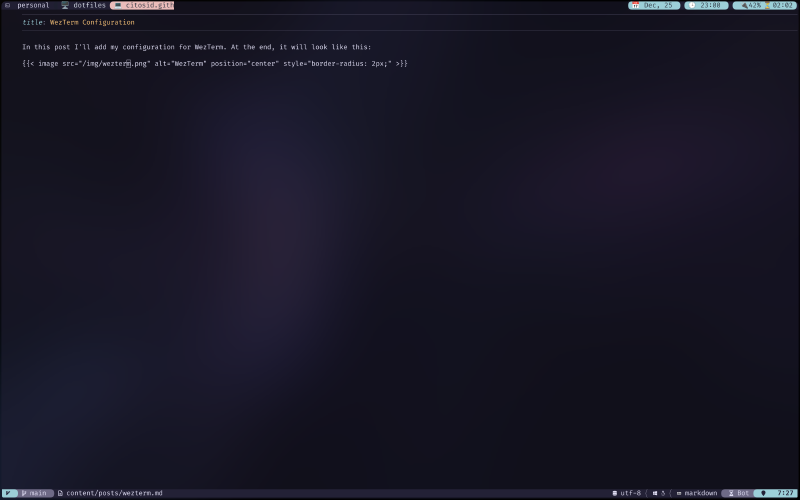 personal dotfiles citosid.gith Dec, 25 23:00 42% 02:02
title: WezTerm Configuration
In this post I'll add my configuration for WezTerm. At the end, it will look like this:
{{< image src="/img/wezterm.png" alt="WezTerm" position="center" style="border-radius: 2px;" >}}
main content/posts/wezterm.md utf-8 markdown Bot 7:27